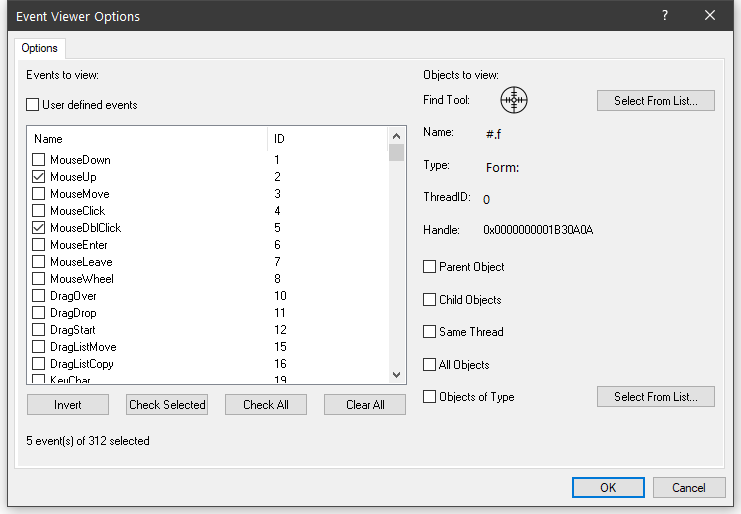 Event Viewer Options
Options
Events to view:
User defined events
Name ID
MouseDown 1
MouseUp 2
MouseMove 3
MouseClick 4
MouseDblClick 5
MouseEnter 6
MouseLeave 7
MouseWheel 8
DragOver 10
DragDrop 11
DragStart 12
DragListMove 15
DragListCopy 16
KeyChar 19
Invert Check Selected Check All Clear All
5 event(s) of 312 selected
Objects to view:
Find Tool: Select From List...
Name: #.f
Type: Form:
ThreadID: 0
Handle: 0x0000000001B30A0A
Parent Object
Child Objects
Same Thread
All Objects
Objects of Type Select From List...
OK Cancel